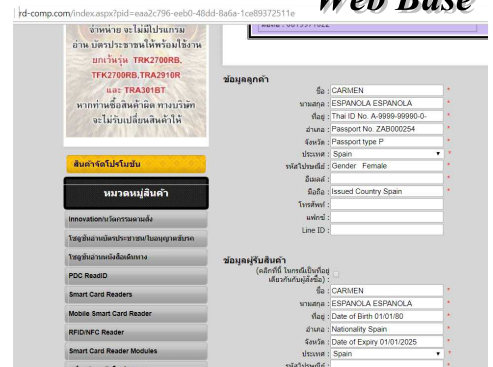 rd-comp.com/index.aspx?pid=eaa2c796-eeb0-48dd-8a6a-1ce89372511e
Web Base
จำหน่าย จะไม่มีโปรแกรม
อ่าน บัตรประชาชนให้พร้อมใช้งาน
ยกเว้นรุ่น TRK2700RB,
TFK2700RB,TRA2910R
และ TRA301BT
หากท่านซื้อสินค้าผิด ทางบริษัท
จะไม่รับเปลี่ยนสินค้าให้
สินค้าจัดโปรโมชั่น
หมวดหมู่สินค้า
Innovation/นวัตกรรมตามสั่ง
โซลูชั่นอ่านบัตรประชาชน/ใบอนุญาตขับรถ
โซลูชั่นอ่านหนังสือเดินทาง
PDC ReadID
Smart Card Readers
Mobile Smart Card Reader
RFID/NFC Reader
Smart Card Reader Modules
ข้อมูลลูกค้า
ชื่อ : CARMEN *
นามสกุล : ESPANOLA ESPANOLA *
ที่อยู่ : Thai ID No. A-9999-99990-0- *
อำเภอ : Passport No. ZAB000254 *
จังหวัด : Passport type P *
ประเทศ : Spain *
รหัสไปรษณีย์ : Gender Female *
อีเมลล์ : *
มือถือ : Issued Country Spain *
โทรศัพท์ :
แฟกซ์ :
Line ID :
ข้อมูลผู้รับสินค้า
(คลิกที่นี่ ในกรณีเป็นที่อยู่
เดียวกันกับผู้สั่งซื้อ) :
ชื่อ : CARMEN *
นามสกุล : ESPANOLA ESPANOLA *
ที่อยู่ : Date of Birth 01/01/80 *
อำเภอ : Nationality Spain *
จังหวัด : Date of Expiry 01/01/2025 *
ประเทศ : Spain *
รหัสไปรษณีย์ :